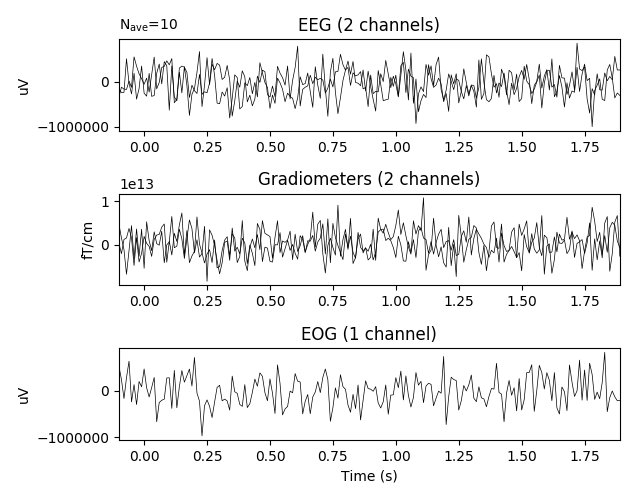 N_ave=10
EEG (2 channels)
uV
0
−1000000
0.00 0.25 0.50 0.75 1.00 1.25 1.50 1.75
1e13
Gradiometers (2 channels)
fT/cm
1
0
0.00 0.25 0.50 0.75 1.00 1.25 1.50 1.75
EOG (1 channel)
uV
0
−1000000
0.00 0.25 0.50 0.75 1.00 1.25 1.50 1.75
Time (s)